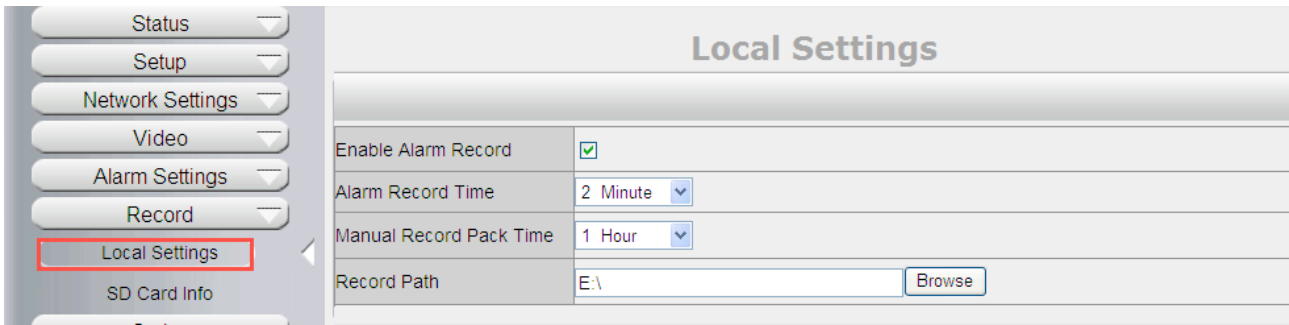 Status
Setup
Network Settings
Video
Alarm Settings
Record
Local Settings
SD Card Info
Local Settings
Enable Alarm Record
Alarm Record Time 2 Minute
Manual Record Pack Time 1 Hour
Record Path E:\ Browse